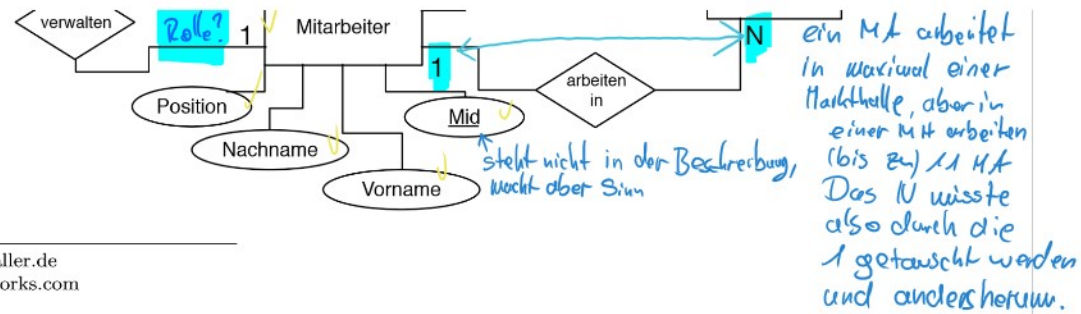 verwalten
Rolle?
1
Mitarbeiter
1
N
arbeiten
in
Position
Nachname
Mid
Vorname
steht nicht in der Beschreibung,
macht aber Sinn
ein MA arbeitet
in maximal einer
Markthalle, aber in
einer MH arbeiten
(bis zu) 11 MA
Das N müsste
also durch die
1 getauscht werden
und andersherum.
aller.de
orks.com